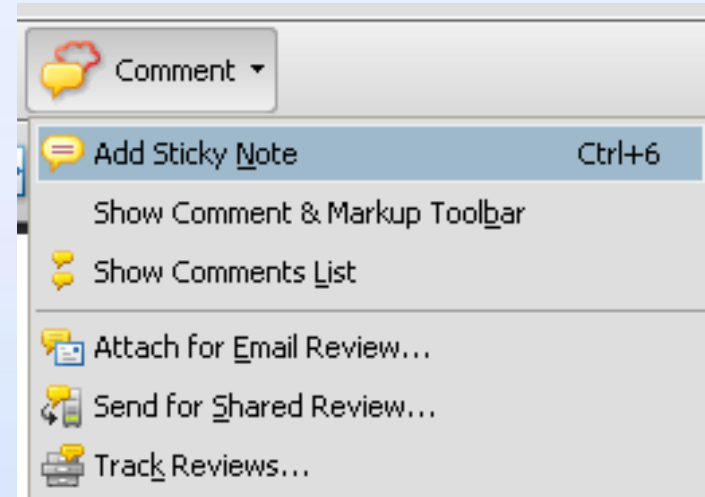 Comment
Add Sticky Note Ctrl+6
Show Comment & Markup Toolbar
Show Comments List
Attach for Email Review...
Send for Shared Review...
Track Reviews...